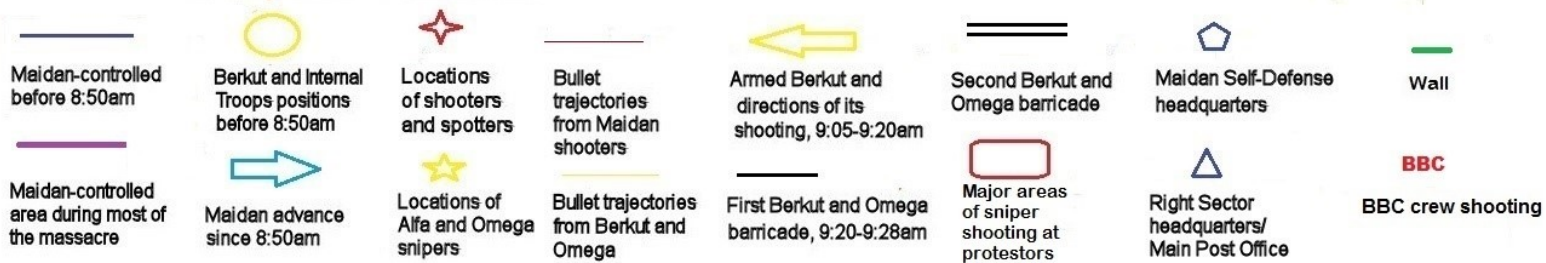 Maidan-controlled
before 8:50am
Berkut and Internal
Troops positions
before 8:50am
Locations
of shooters
and spotters
Bullet
trajectories
from Maidan
shooters
Armed Berkut and
directions of its
shooting, 9:05-9:20am
Second Berkut and
Omega barricade
Maidan Self-Defense
headquarters
Wall
Maidan-controlled
area during most of
the massacre
Maidan advance
since 8:50am
Locations of
Alfa and Omega
snipers
Bullet trajectories
from Berkut and
Omega
First Berkut and Omega
barricade, 9:20-9:28am
Major areas
of sniper
shooting at
protestors
Right Sector
headquarters/
Main Post Office
BBC
BBC crew shooting